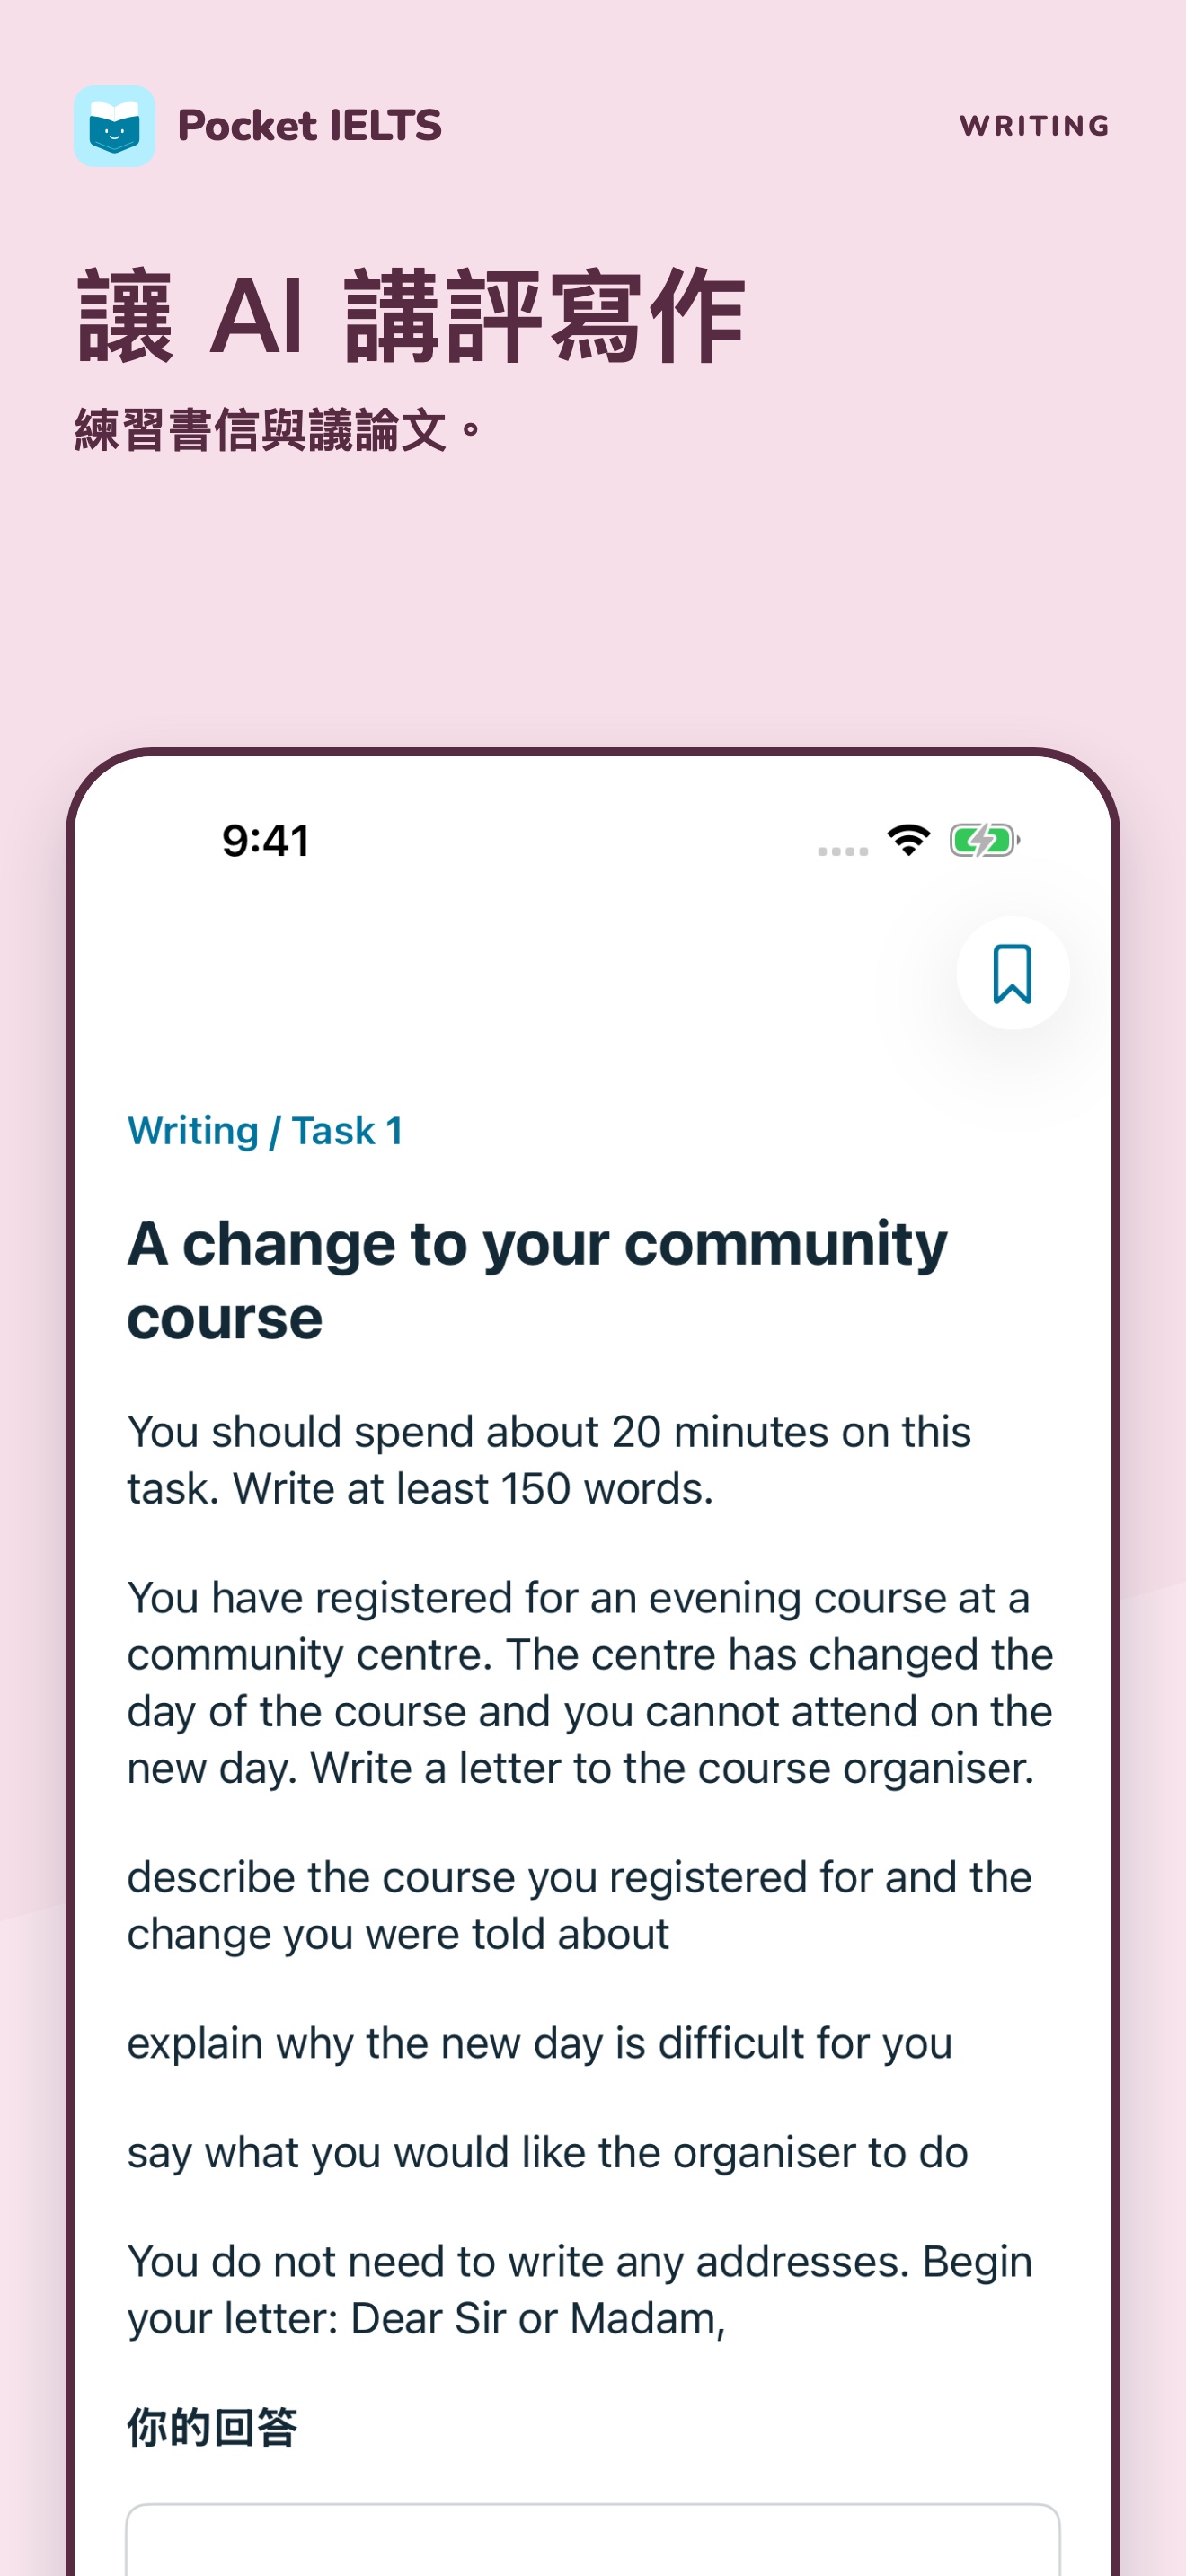 Pocket IELTS
WRITING
讓 AI 講評寫作
練習書信與議論文。
9:41
Writing / Task 1
A change to your community
course
You should spend about 20 minutes on this
task. Write at least 150 words.
You have registered for an evening course at a
community centre. The centre has changed the
day of the course and you cannot attend on the
new day. Write a letter to the course organiser.
describe the course you registered for and the
change you were told about
explain why the new day is difficult for you
say what you would like the organiser to do
You do not need to write any addresses. Begin
your letter: Dear Sir or Madam,
你的回答